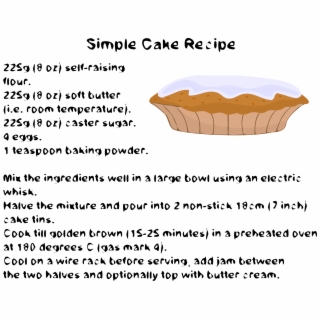 Simple Cake Recipe
225g (8 oz) self-raising
flour.
225g (8 oz) soft butter
(i.e. room temperature).
225g (8 oz) caster sugar.
4 eggs.
1 teaspoon baking powder.
Mix the ingredients well in a large bowl using an electric
whisk.
Halve the mixture and pour into 2 non-stick 18cm (7 inch)
cake tins.
Cook till golden brown (15-25 minutes) in a preheated oven
at 180 degrees C (gas mark 4).
Cool on a wire rack before serving, add jam between
the two halves and optionally top with butter cream.